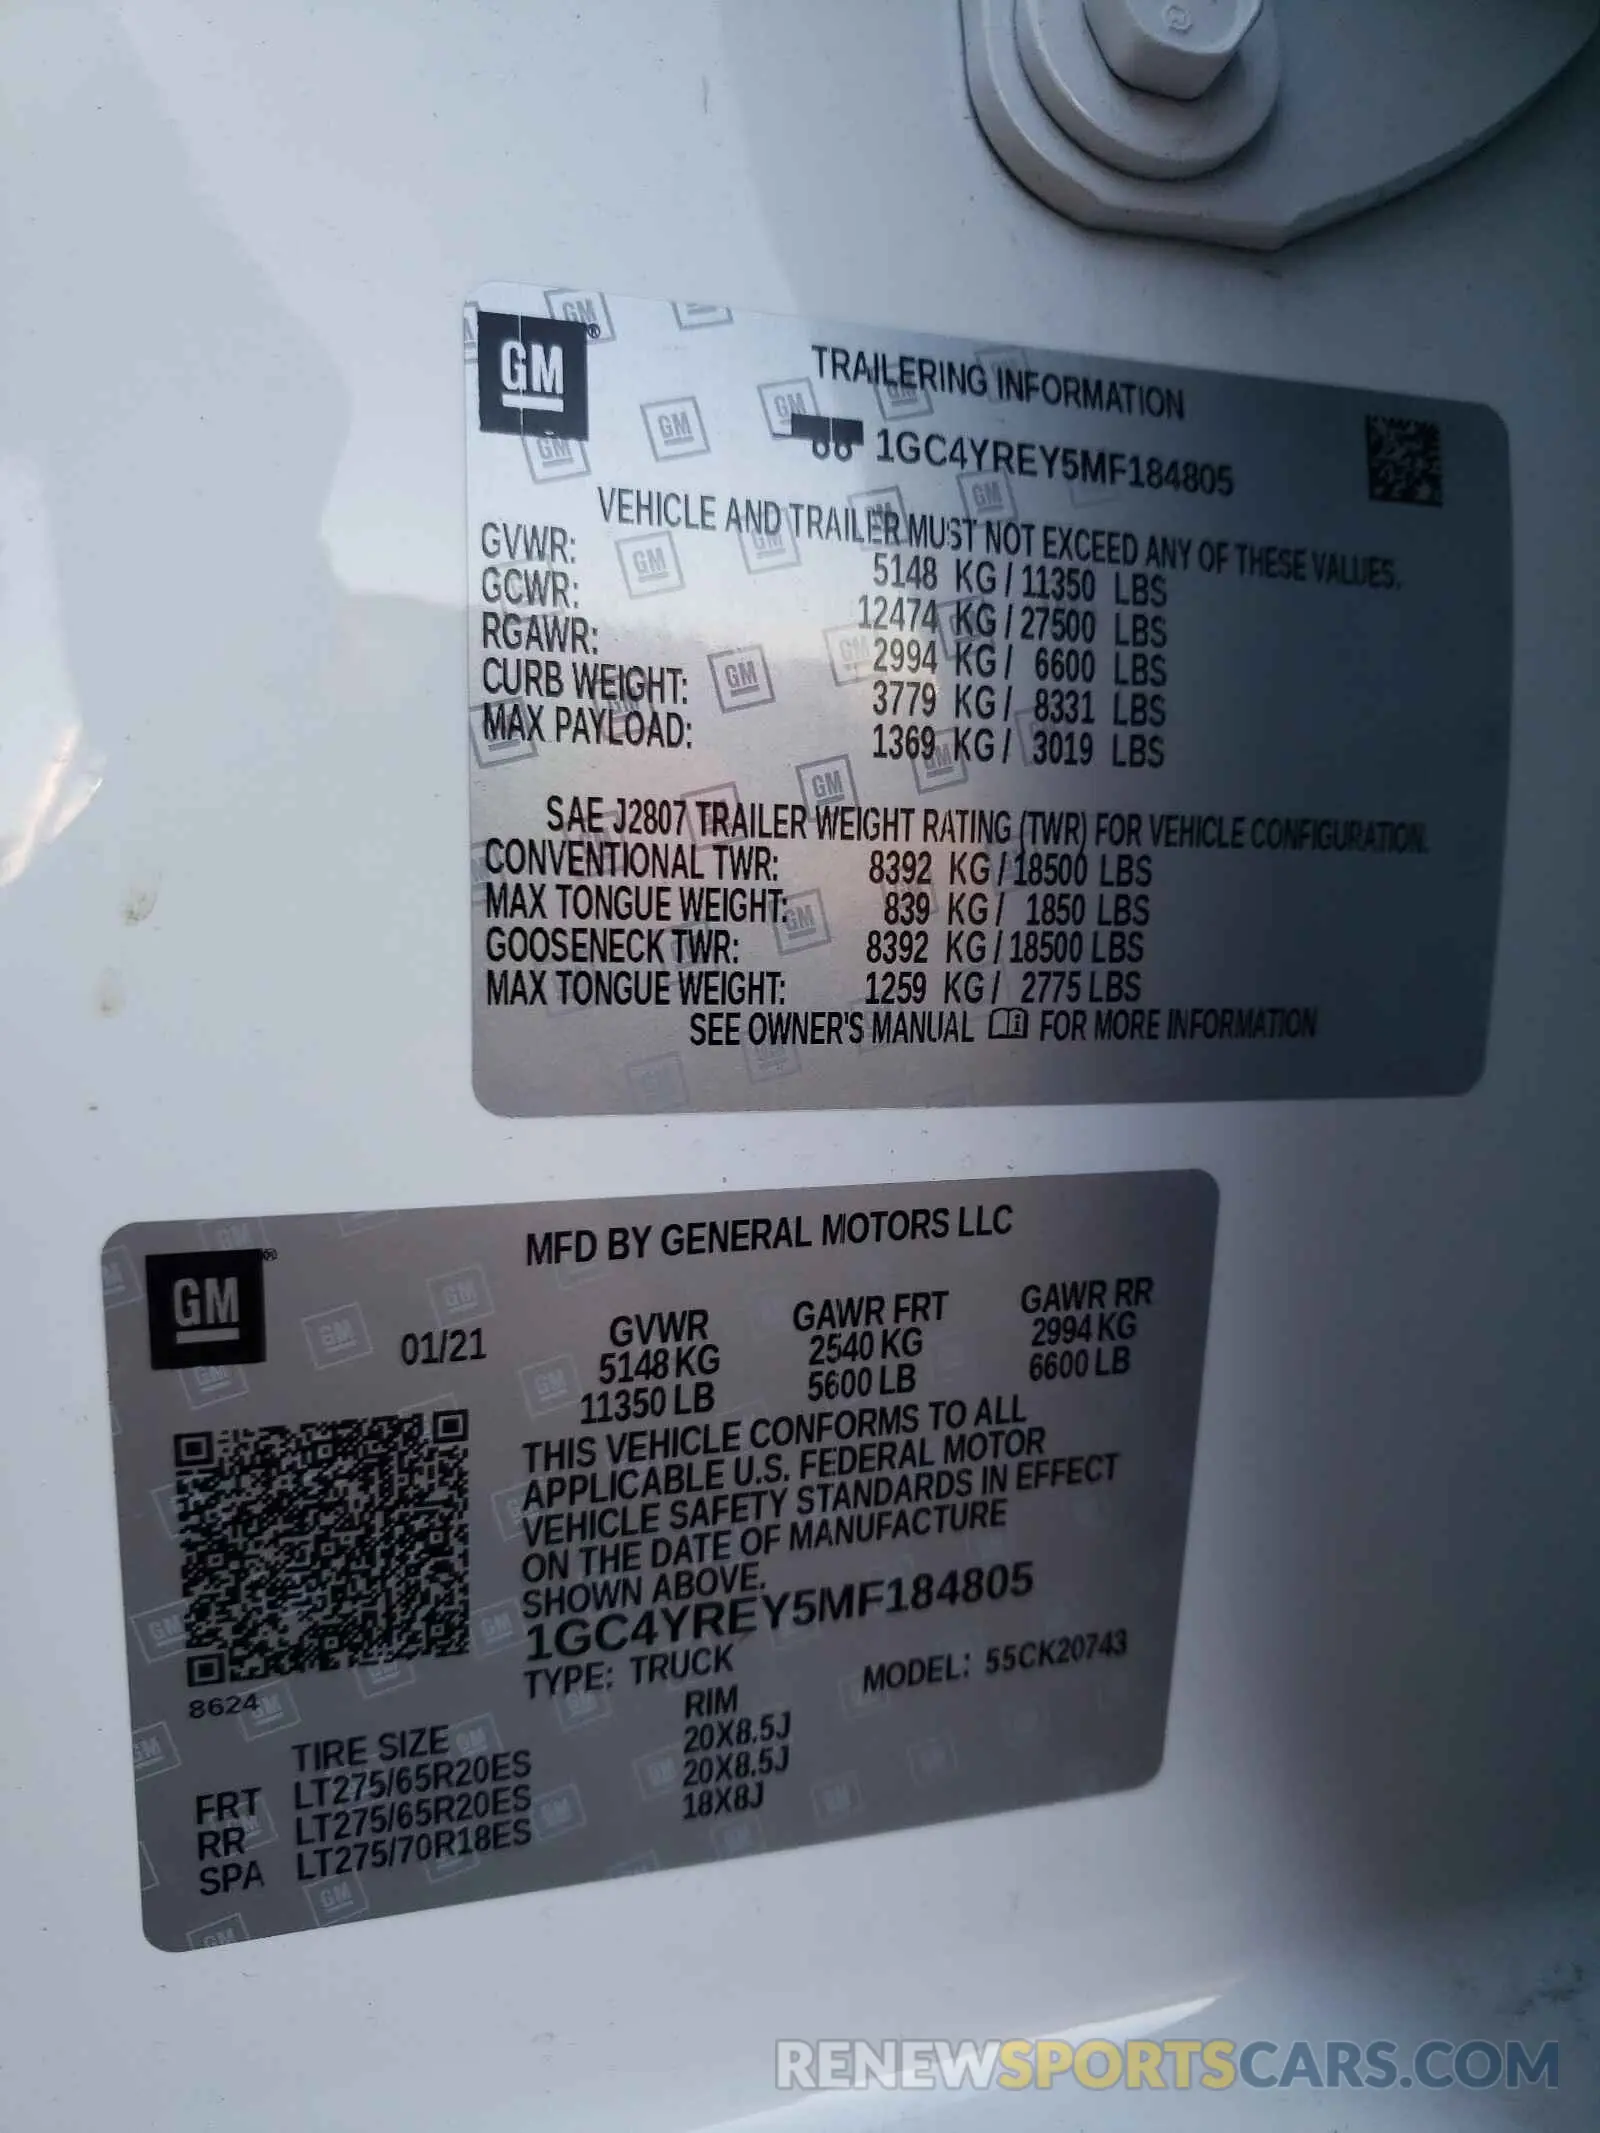 GM ®
TRAILERING INFORMATION
1GC4YREY5MF184805
VEHICLE AND TRAILER MUST NOT EXCEED ANY OF THESE VALUES.
GVWR: 5148 KG / 11350 LBS
GCWR: 12474 KG / 27500 LBS
RGAWR: 2994 KG / 6600 LBS
CURB WEIGHT: 3779 KG / 8331 LBS
MAX PAYLOAD: 1369 KG / 3019 LBS
SAE J2807 TRAILER WEIGHT RATING (TWR) FOR VEHICLE CONFIGURATION.
CONVENTIONAL TWR: 8392 KG / 18500 LBS
MAX TONGUE WEIGHT: 839 KG / 1850 LBS
GOOSENECK TWR: 8392 KG / 18500 LBS
MAX TONGUE WEIGHT: 1259 KG / 2775 LBS
SEE OWNER'S MANUAL FOR MORE INFORMATION
GM ®
MFD BY GENERAL MOTORS LLC
01/21
GVWR GAWR FRT GAWR RR
5148 KG 2540 KG 2994 KG
11350 LB 5600 LB 6600 LB
THIS VEHICLE CONFORMS TO ALL
APPLICABLE U.S. FEDERAL MOTOR
VEHICLE SAFETY STANDARDS IN EFFECT
ON THE DATE OF MANUFACTURE
SHOWN ABOVE.
1GC4YREY5MF184805
TYPE: TRUCK MODEL: 55CK20743
8624
TIRE SIZE RIM
FRT LT275/65R20ES 20X8.5J
RR LT275/65R20ES 20X8.5J
SPA LT275/70R18ES 18X8J
RENEWSPORTSCARS.COM